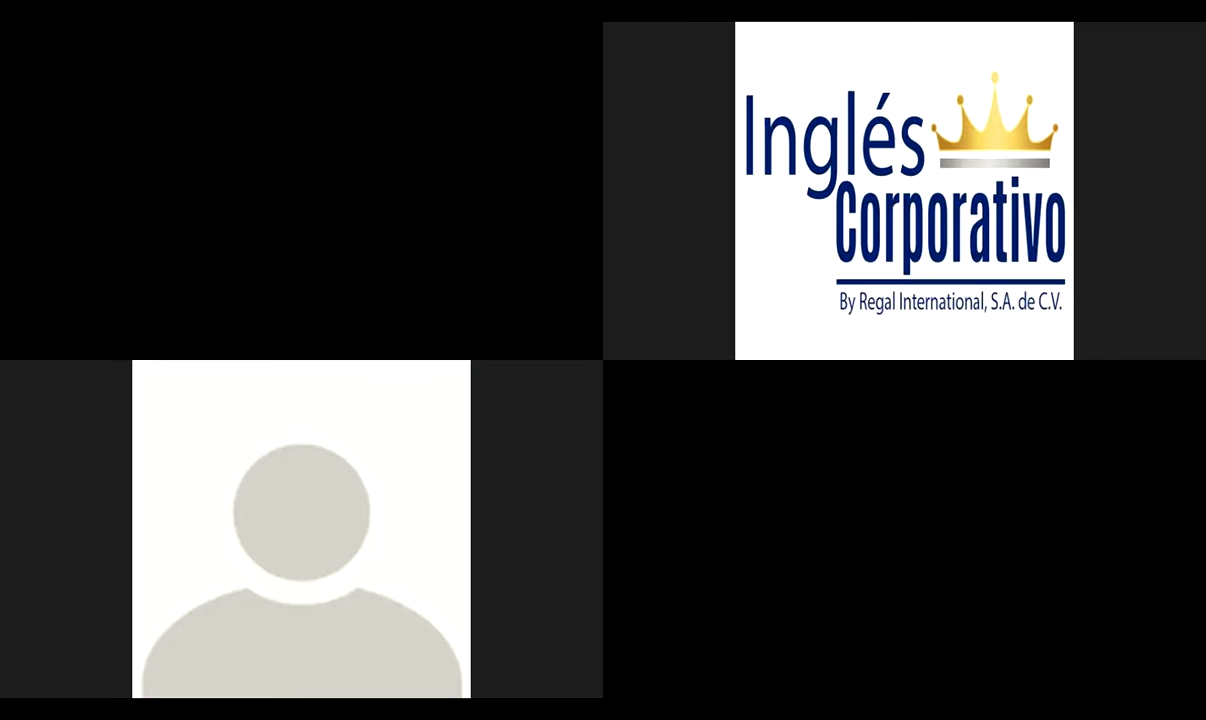 Inglés
Corporativo
By Regal International, S.A. de C.V.